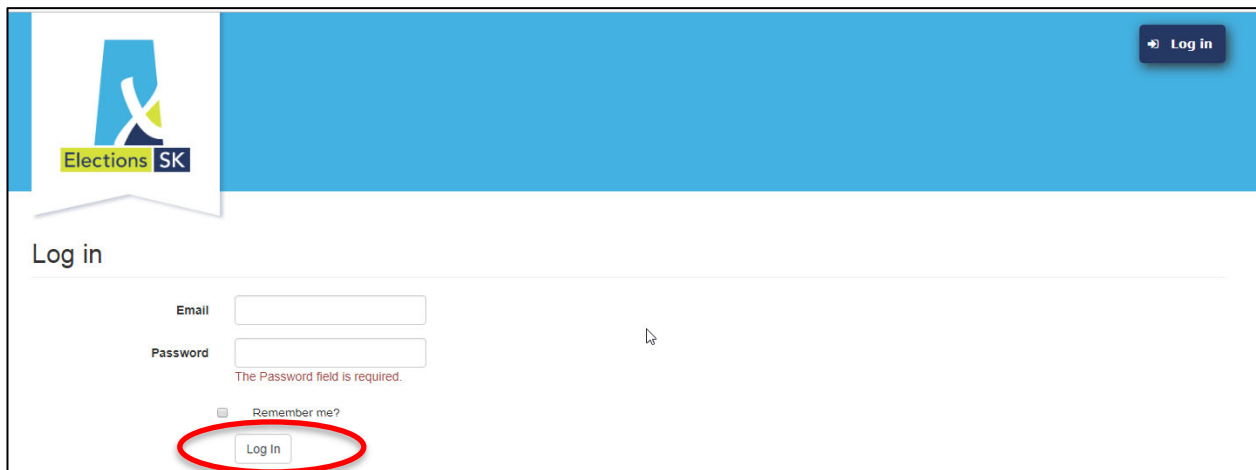 Log in
Elections SK
Log in
Email
Password
The Password field is required.
Remember me?
Log In